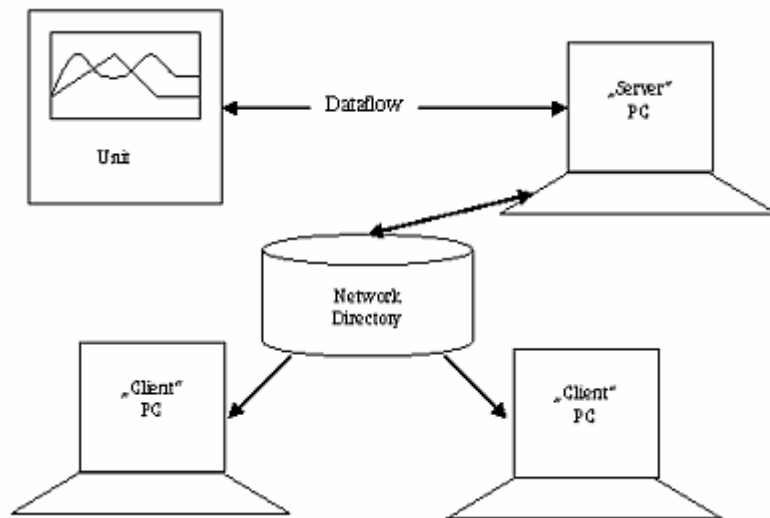 Unit
Dataflow
„Server“
PC
Network
Directory
„Client“
PC
„Client“
PC